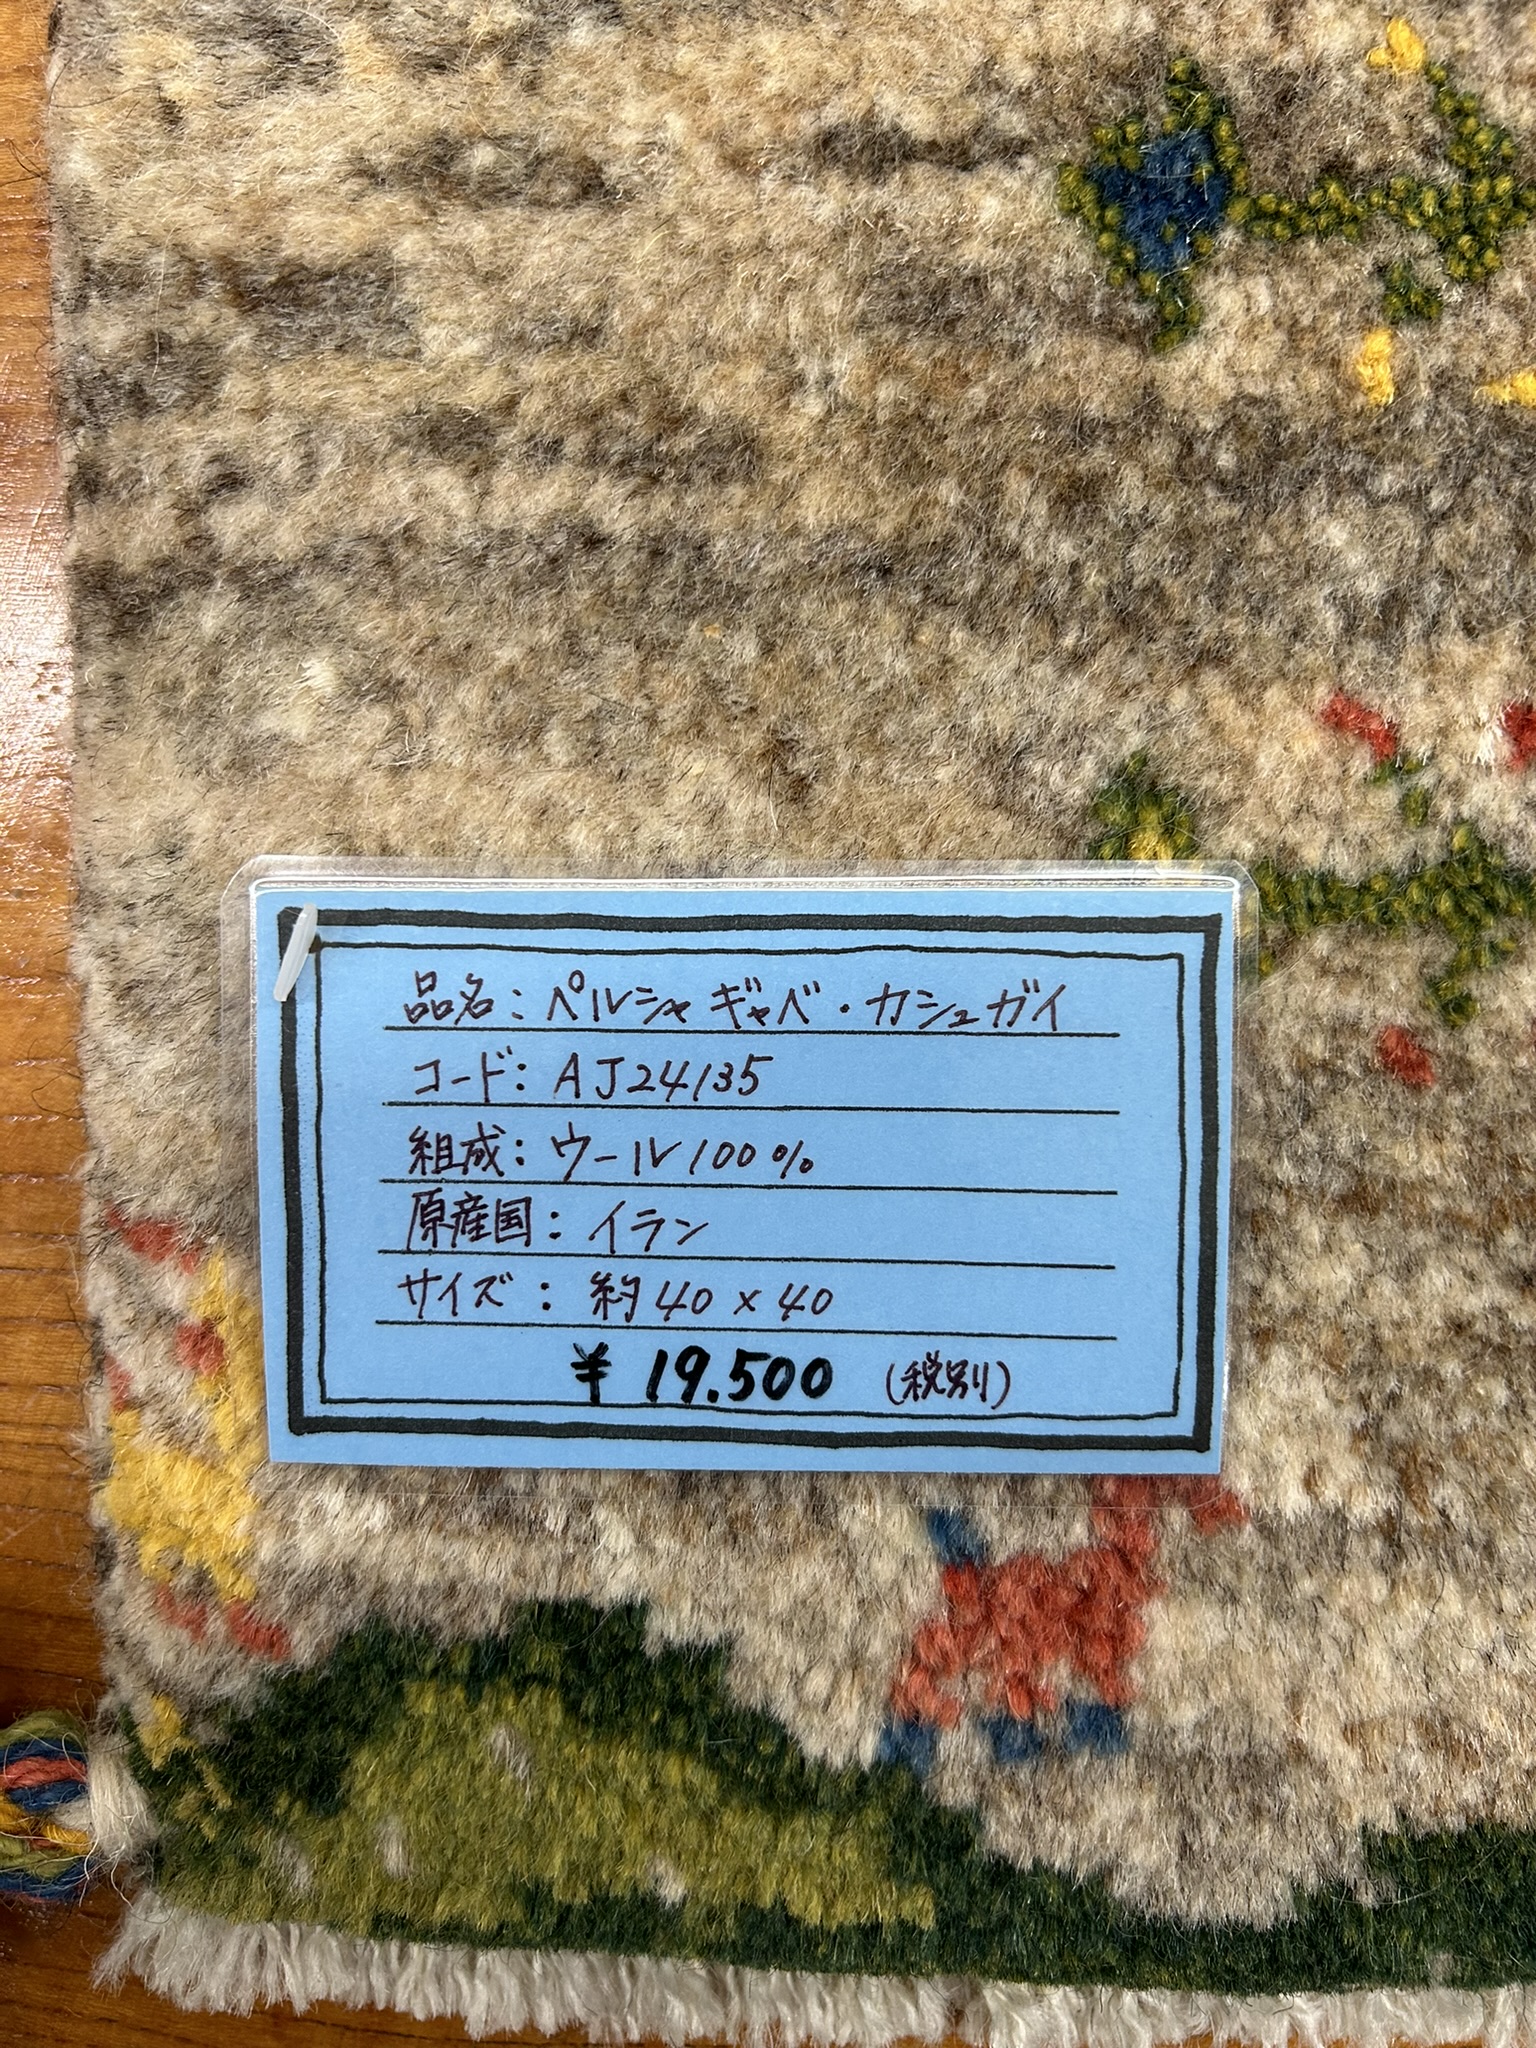 品名：ペルシャギャベ・カシュガイ
コード：AJ24135
組成：ウール100%
原産国：イラン
サイズ：約40×40
¥19.500（税別）